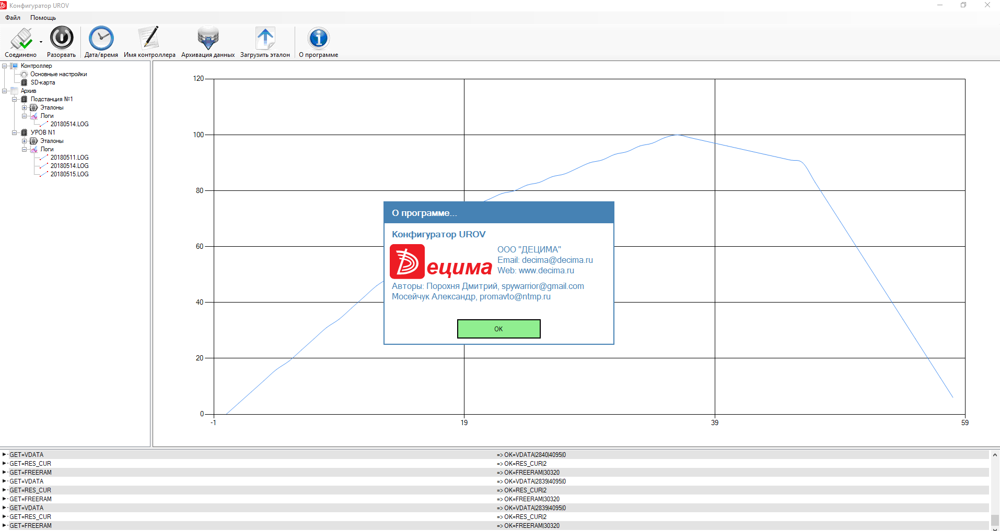 Конфигуратор UROV
Файл Помощь
Соединено Разорвать Дата/время Имя контроллера Архивация данных Загрузить эталон О программе
Контроллер
Основные настройки
SD-карта
Архив
Подстанция №1
Эталоны
Логи
20180514.LOG
УРОВ N1
Эталоны
Логи
20180511.LOG
20180514.LOG
20180515.LOG
120
100
80
60
40
20
0
-1 19 39 59
О программе...
Конфигуратор UROV
Децима
ООО "ДЕЦИМА"
Email: decima@decima.ru
Web: www.decima.ru
Авторы: Порохня Дмитрий, spywarrior@gmail.com
Мосейчук Александр, promavto@ntmp.ru
OK
GET=VDATA => OK=VDATA|2840|4095|0
GET=RES_CUR => OK=RES_CUR|2
GET=FREERAM => OK=FREERAM|30320
GET=VDATA => OK=VDATA|2839|4095|0
GET=RES_CUR => OK=RES_CUR|2
GET=FREERAM => OK=FREERAM|30320
GET=VDATA => OK=VDATA|2839|4095|0
GET=RES_CUR => OK=RES_CUR|2
GET=FREERAM => OK=FREERAM|30320